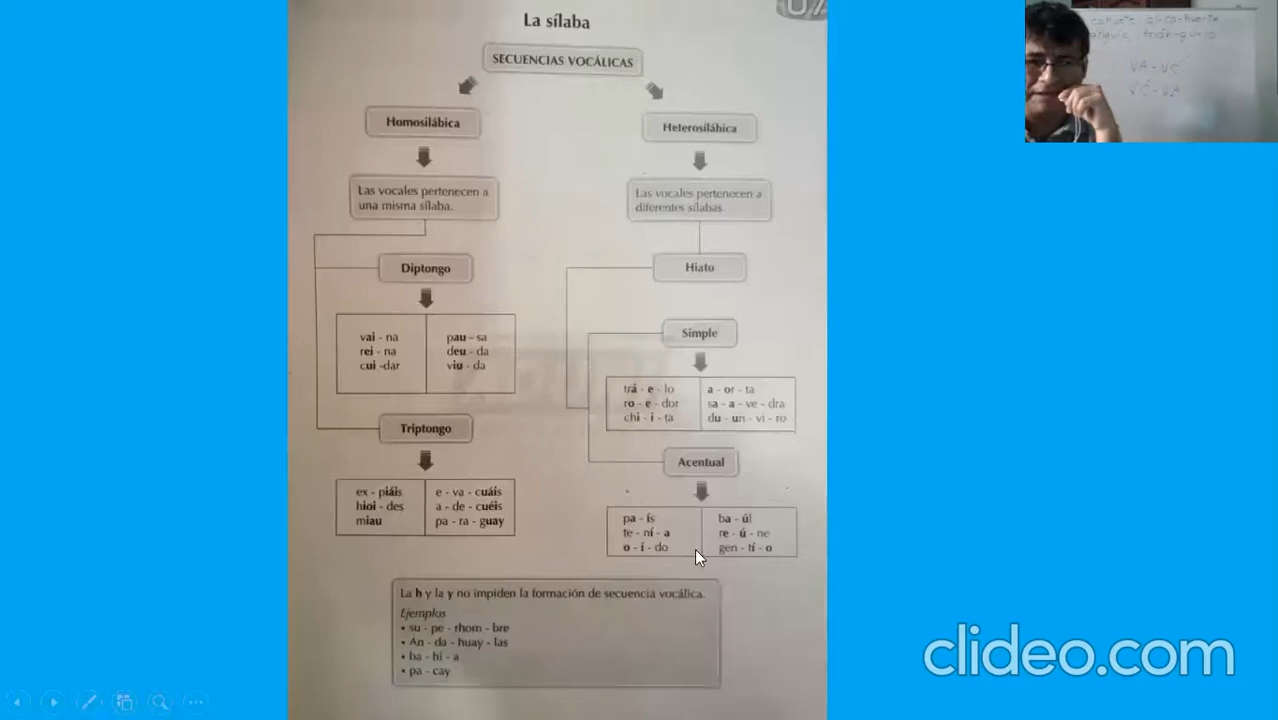 La sílaba
SECUENCIAS VOCÁLICAS
Homosilábica
Heterosilábica
Las vocales pertenecen a
una misma sílaba.
Las vocales pertenecen a
diferentes sílabas.
Diptongo
Hiato
vai - na
rei - na
cui -dar
pau - sa
deu - da
viu - da
Simple
trá - e - lo
ro - e - dor
chi - i - ta
a - or - ta
sa - a - ve - dra
du - un - vi - ro
Triptongo
Acentual
ex - piáis
hioi - des
miau
e - va - cuáis
a - de - cuéis
pa - ra - guay
pa - ís
te - ní - a
o - í - do
ba - úl
re - ú - ne
gen - tí - o
La h y la y no impiden la formación de secuencia vocálica.
Ejemplos
• su - pe - rhom - bre
• An - da - huay - las
• ba - hí - a
• pa - cay
VA - VC
VC - VA
clideo.com